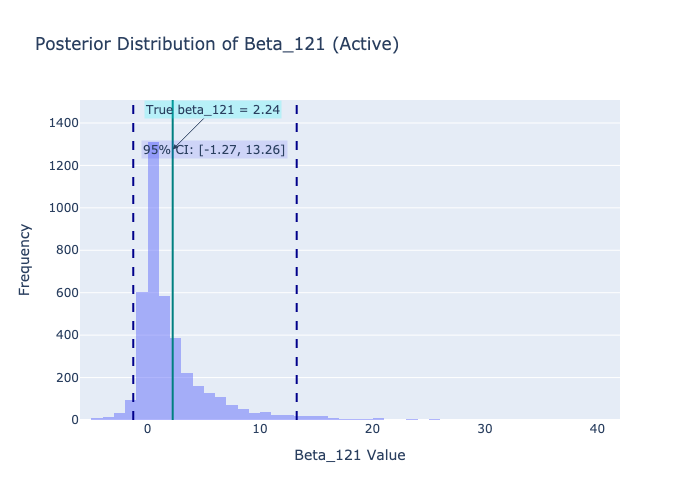 Posterior Distribution of Beta_121 (Active)
True beta_121 = 2.24
95% CI: [-1.27, 13.26]
1400
1200
1000
800
600
400
200
0
Frequency
0 10 20 30 40
Beta_121 Value